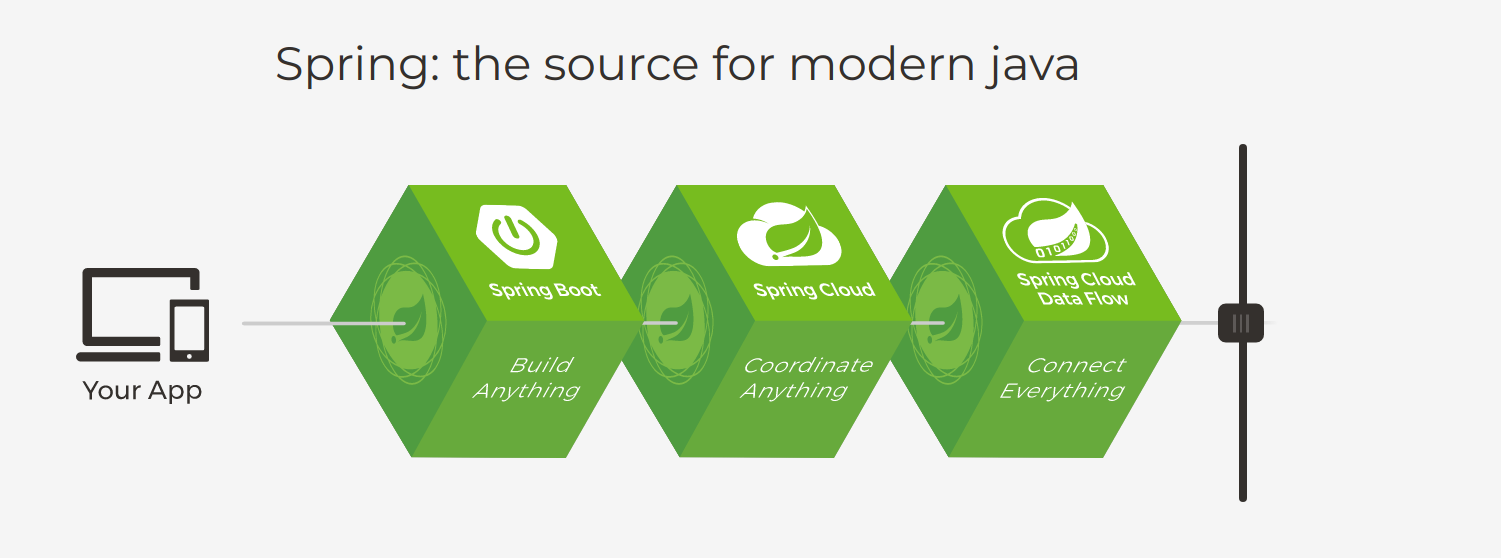 Spring: the source for modern java
Spring Boot
Spring Cloud
Spring Cloud
Data Flow
Build
Anything
Coordinate
Anything
Connect
Everything
Your App